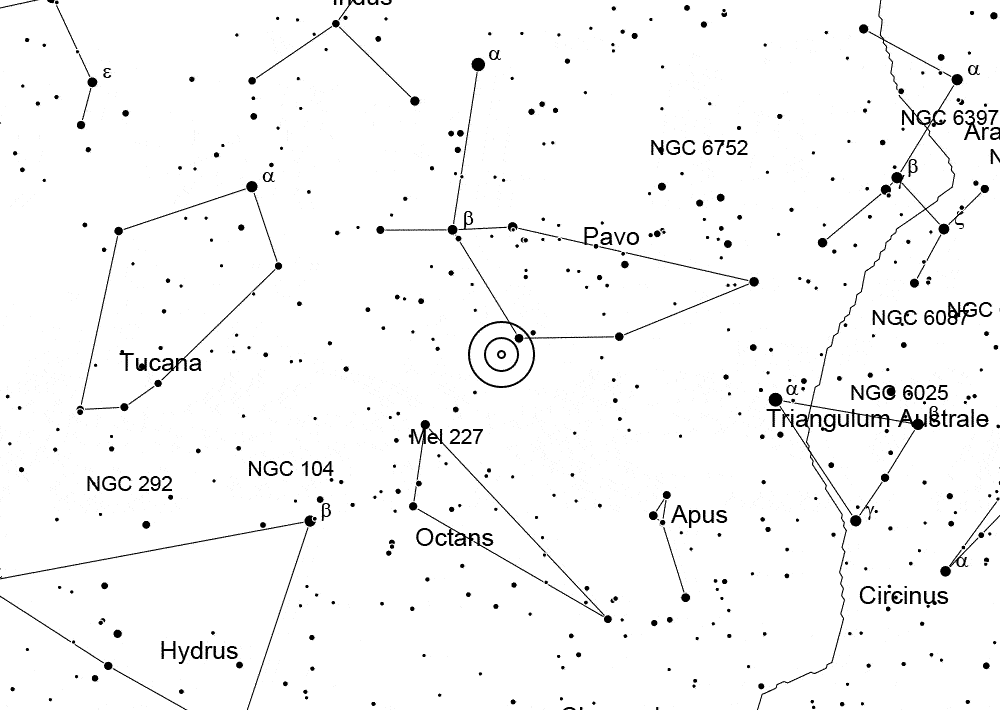 Indus
α
ε
α
NGC 6397
Ara
NGC 6752
N
β
α
γ
β
ζ
Pavo
NGC 6087
NGC
Tucana
α
NGC 6025
β
Triangulum Australe
Mel 227
NGC 104
NGC 292
β
Apus
γ
Octans
α
Circinus
Hydrus